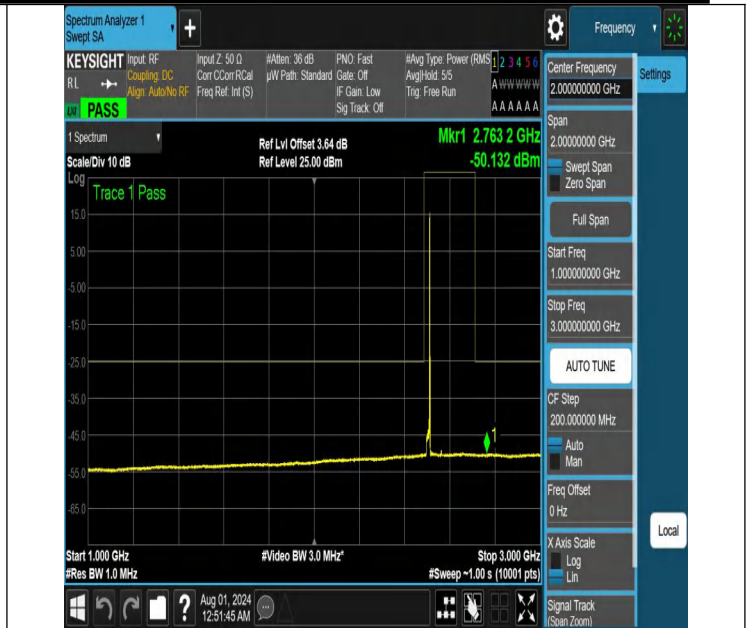 Spectrum Analyzer 1
Swept SA
Frequency
KEYSIGHT
RL
PASS
Input: RF
Coupling: DC
Align: Auto/No RF
Input Z: 50 Ω
Corr CCorr RCal
Freq Ref: Int (S)
#Atten: 36 dB
µW Path: Standard
PNO: Fast
Gate: Off
IF Gain: Low
Sig Track: Off
#Avg Type: Power (RMS
Avg|Hold: 5/5
Trig: Free Run
1 2 3 4 5 6
A W W W W W
A A A A A A
1 Spectrum
Scale/Div 10 dB
Ref Lvl Offset 3.64 dB
Ref Level 25.00 dBm
Mkr1 2.763 2 GHz
-50.132 dBm
Log
Trace 1 Pass
15.0
5.00
-5.00
-15.0
-25.0
-35.0
-45.0
-55.0
-65.0
1
Start 1.000 GHz
#Res BW 1.0 MHz
#Video BW 3.0 MHz*
Stop 3.000 GHz
#Sweep ~1.00 s (10001 pts)
Center Frequency
2.000000000 GHz
Settings
Span
2.00000000 GHz
Swept Span
Zero Span
Full Span
Start Freq
1.000000000 GHz
Stop Freq
3.000000000 GHz
AUTO TUNE
CF Step
200.000000 MHz
Auto
Man
Freq Offset
0 Hz
X Axis Scale
Log
Lin
Local
Signal Track
(Span Zoom)
?
Aug 01, 2024
12:51:45 AM